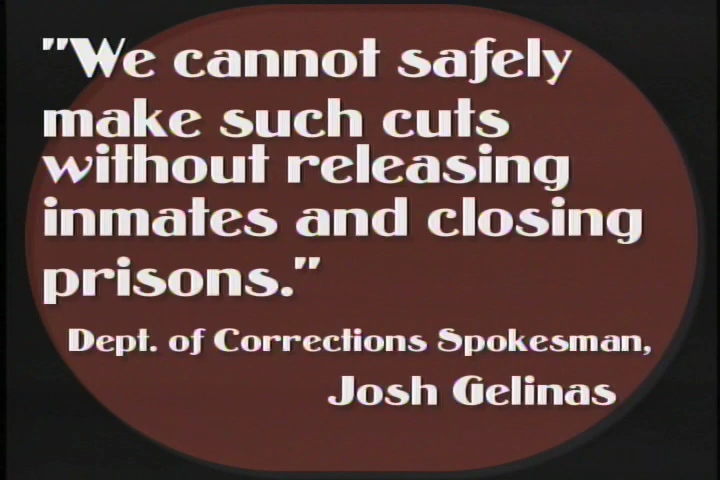 "We cannot safely
make such cuts
without releasing
inmates and closing
prisons."
Dept. of Corrections Spokesman,
Josh Gelinas